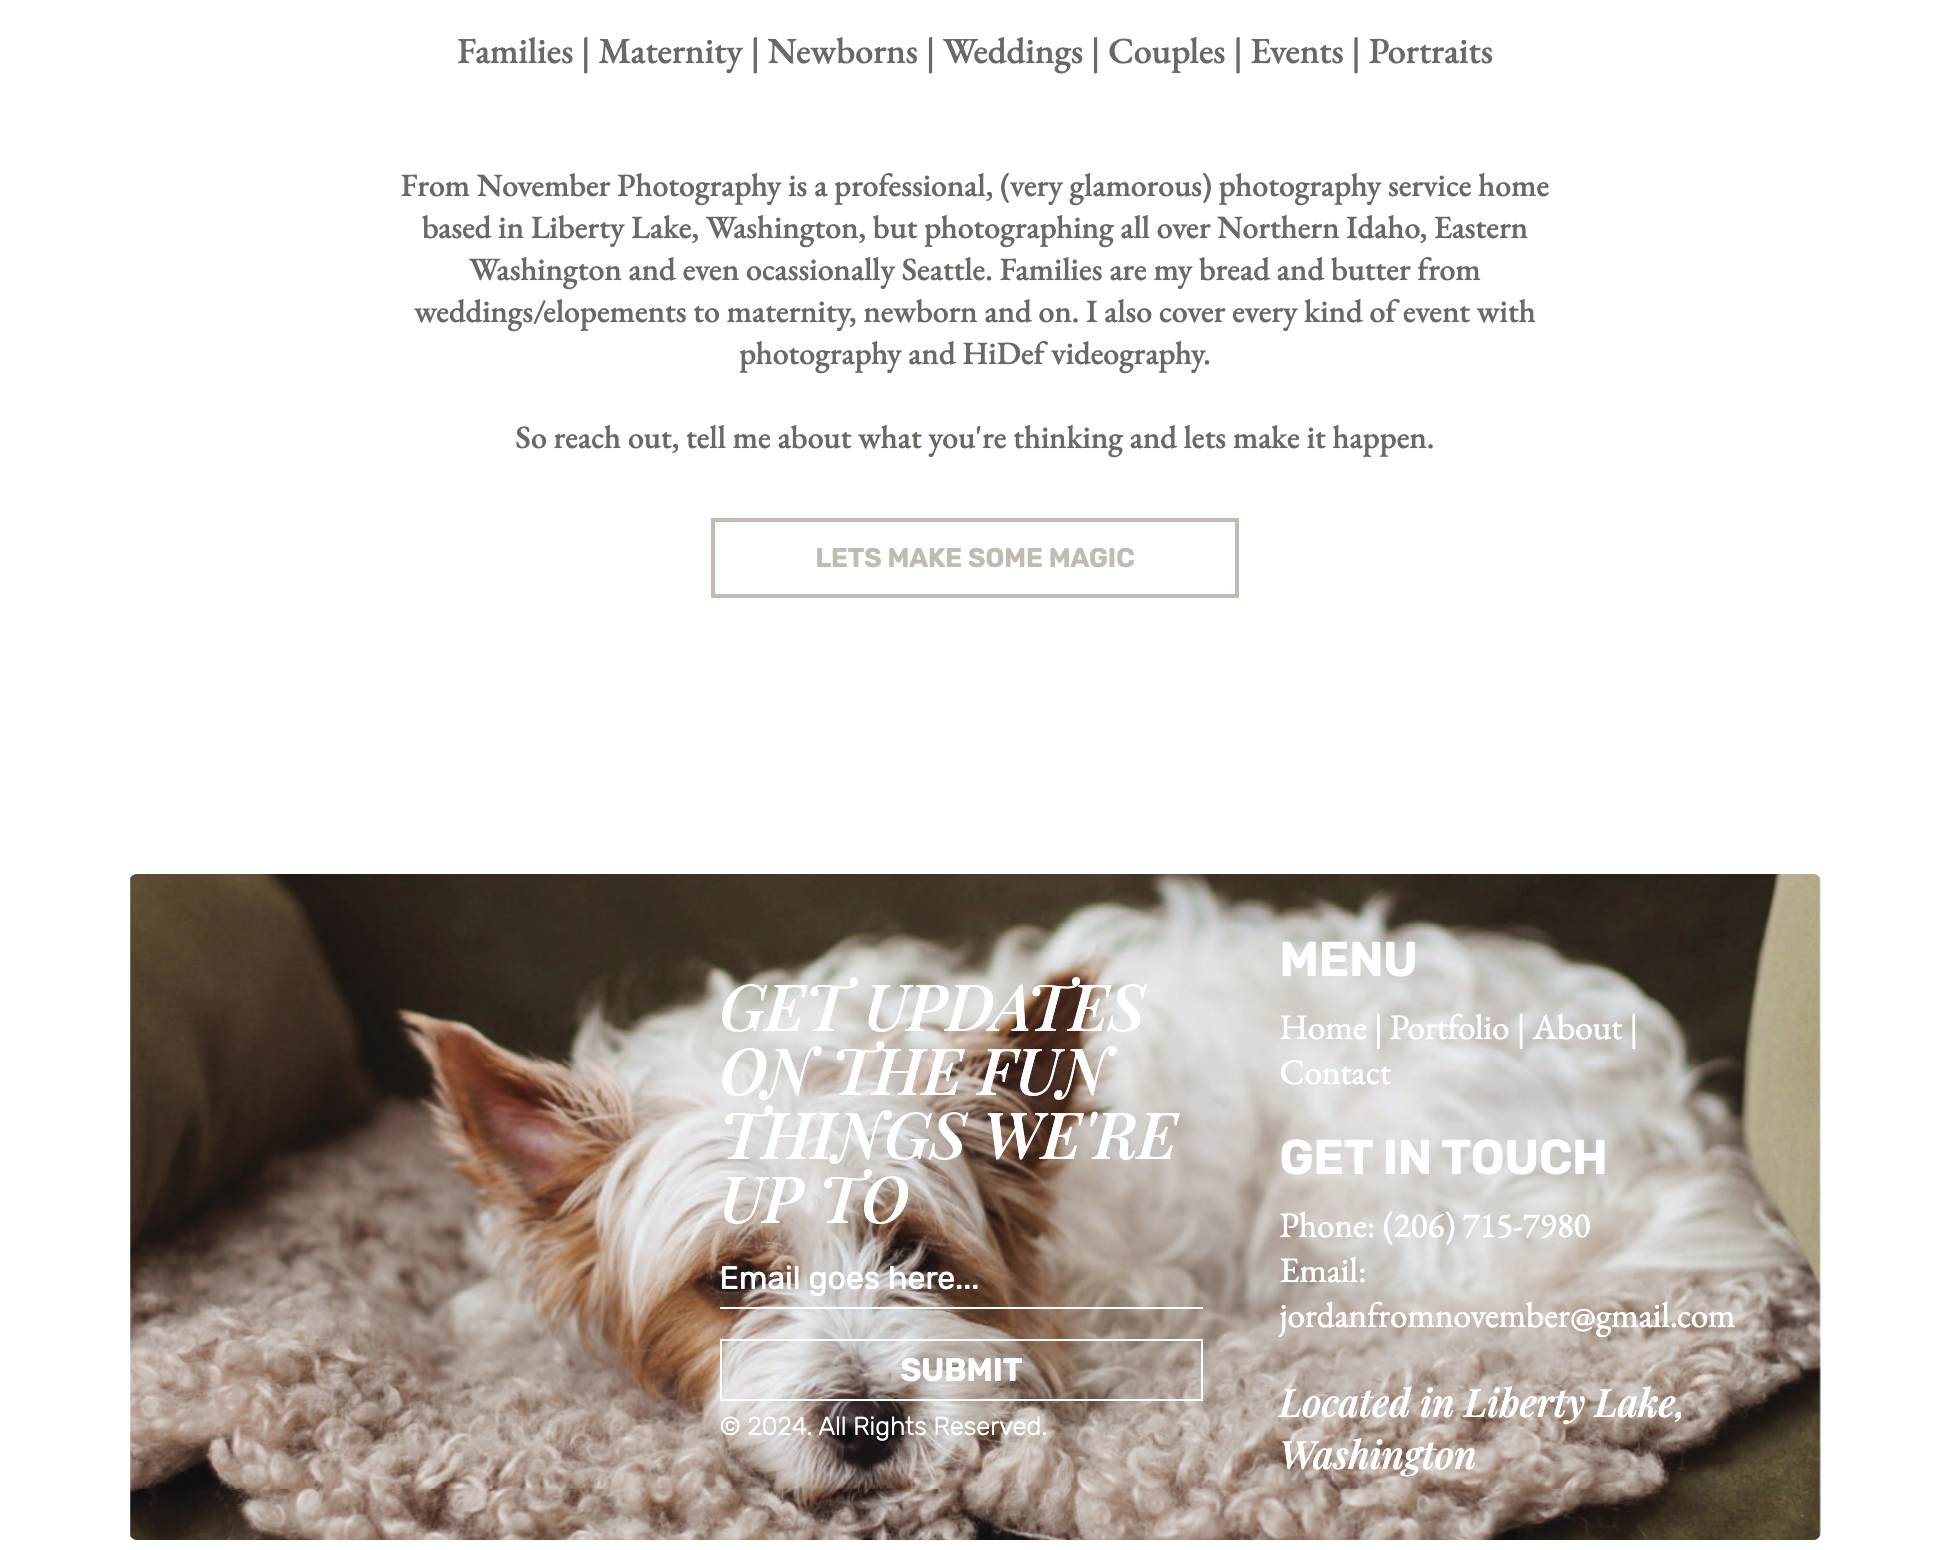 Families | Maternity | Newborns | Weddings | Couples | Events | Portraits
From November Photography is a professional, (very glamorous) photography service home
based in Liberty Lake, Washington, but photographing all over Northern Idaho, Eastern
Washington and even ocassionally Seattle. Families are my bread and butter from
weddings/elopements to maternity, newborn and on. I also cover every kind of event with
photography and HiDef videography.
So reach out, tell me about what you're thinking and lets make it happen.
LETS MAKE SOME MAGIC
GET UPDATES
ON THE FUN
THINGS WE'RE
UP TO
Email goes here...
SUBMIT
© 2024. All Rights Reserved.
MENU
Home | Portfolio | About |
Contact
GET IN TOUCH
Phone: (206) 715-7980
Email:
jordanfromnovember@gmail.com
Located in Liberty Lake,
Washington